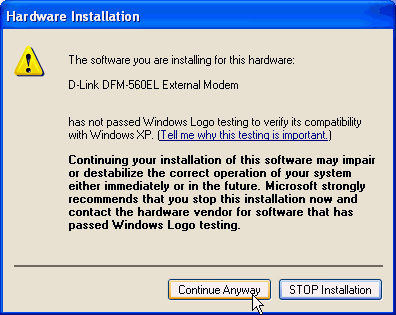 Hardware Installation
The software you are installing for this hardware:
D-Link DFM-560EL External Modem
has not passed Windows Logo testing to verify its compatibility
with Windows XP. (Tell me why this testing is important.)
Continuing your installation of this software may impair
or destabilize the correct operation of your system
either immediately or in the future. Microsoft strongly
recommends that you stop this installation now and
contact the hardware vendor for software that has
passed Windows Logo testing.
Continue Anyway STOP Installation